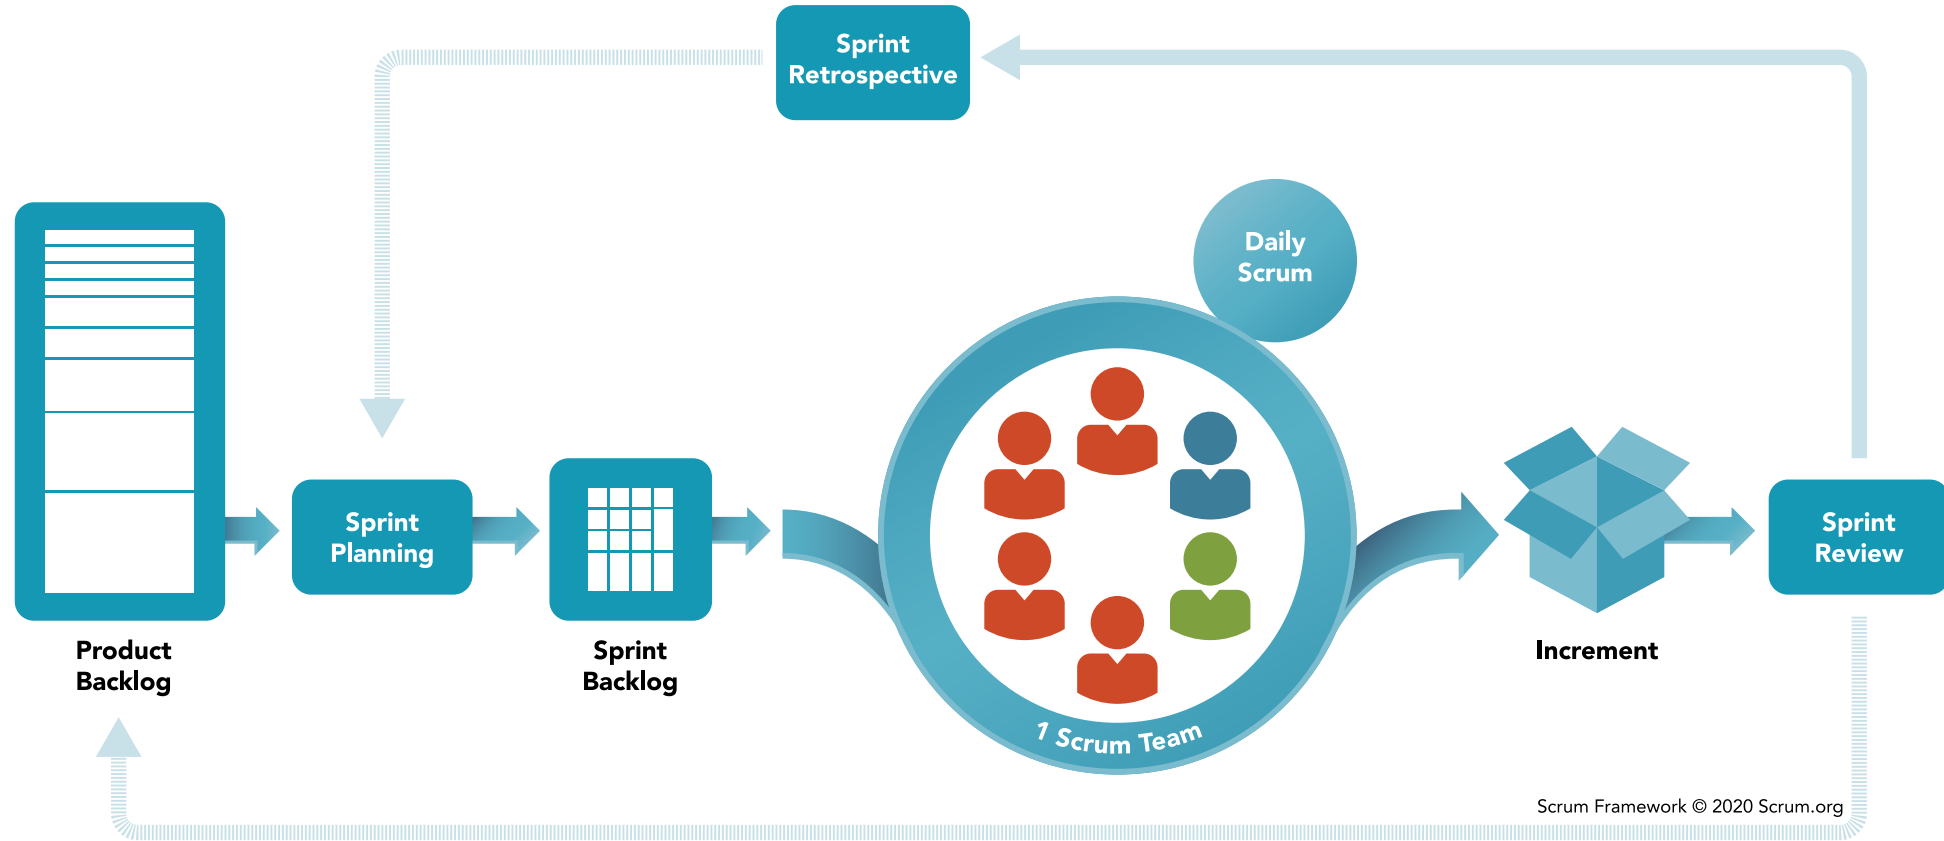 Sprint
Retrospective
Daily
Scrum
Sprint
Planning
Sprint
Review
Product
Backlog
Sprint
Backlog
1 Scrum Team
Increment
Scrum Framework © 2020 Scrum.org